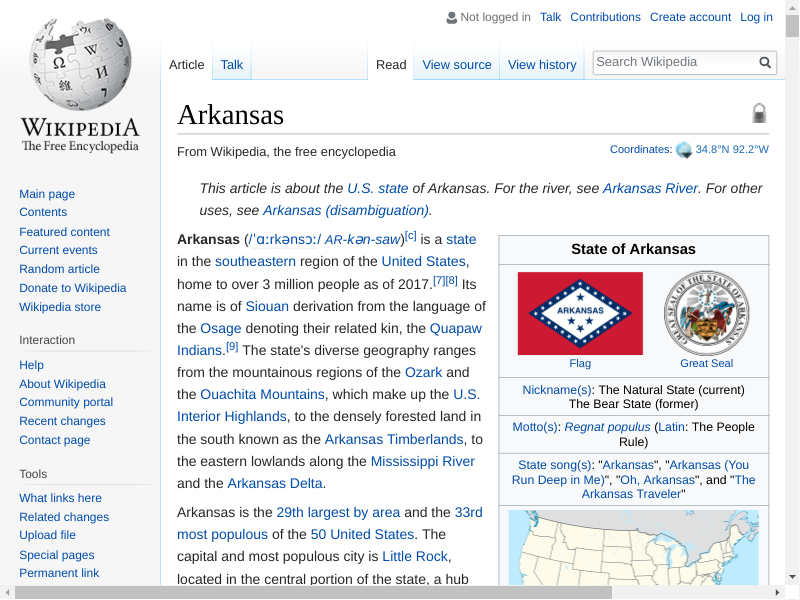 Not logged in Talk Contributions Create account Log in
Article Talk Read View source View history Search Wikipedia
WIKIPEDIA
The Free Encyclopedia
Main page
Contents
Featured content
Current events
Random article
Donate to Wikipedia
Wikipedia store
Interaction
Help
About Wikipedia
Community portal
Recent changes
Contact page
Tools
What links here
Related changes
Upload file
Special pages
Permanent link
Arkansas
From Wikipedia, the free encyclopedia
Coordinates: 34.8°N 92.2°W
This article is about the U.S. state of Arkansas. For the river, see Arkansas River. For other
uses, see Arkansas (disambiguation).
Arkansas (/ˈɑːrkənsɔː/ AR-kən-saw)[c] is a state
in the southeastern region of the United States,
home to over 3 million people as of 2017.[7][8] Its
name is of Siouan derivation from the language of
the Osage denoting their related kin, the Quapaw
Indians.[9] The state's diverse geography ranges
from the mountainous regions of the Ozark and
the Ouachita Mountains, which make up the U.S.
Interior Highlands, to the densely forested land in
the south known as the Arkansas Timberlands, to
the eastern lowlands along the Mississippi River
and the Arkansas Delta.
Arkansas is the 29th largest by area and the 33rd
most populous of the 50 United States. The
capital and most populous city is Little Rock,
located in the central portion of the state, a hub
State of Arkansas
ARKANSAS
GREAT SEAL OF THE STATE OF ARKANSAS
Flag Great Seal
Nickname(s): The Natural State (current)
The Bear State (former)
Motto(s): Regnat populus (Latin: The People
Rule)
State song(s): "Arkansas", "Arkansas (You
Run Deep in Me)", "Oh, Arkansas", and "The
Arkansas Traveler"